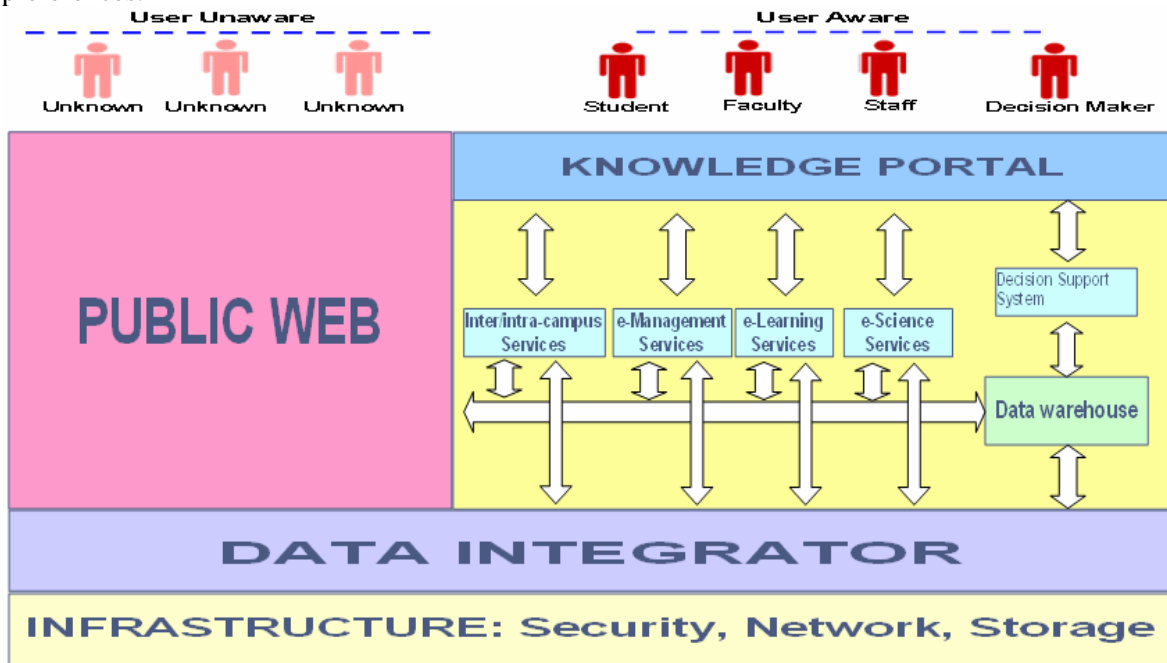 preferences.
User Unaware
User Aware
Unknown
Unknown
Unknown
Student
Faculty
Staff
Decision Maker
KNOWLEDGE PORTAL
PUBLIC WEB
Decision Support
System
Inter/intra-campus
Services
e-Management
Services
e-Learning
Services
e-Science
Services
Data warehouse
DATA INTEGRATOR
INFRASTRUCTURE: Security, Network, Storage